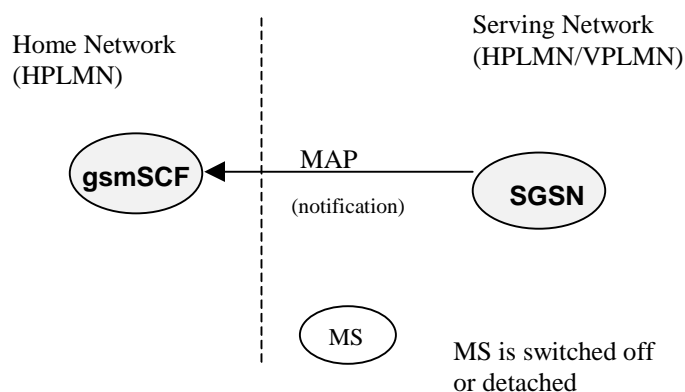 Home Network
(HPLMN)
Serving Network
(HPLMN/VPLMN)
gsmSCF
MAP
(notification)
SGSN
MS
MS is switched off
or detached